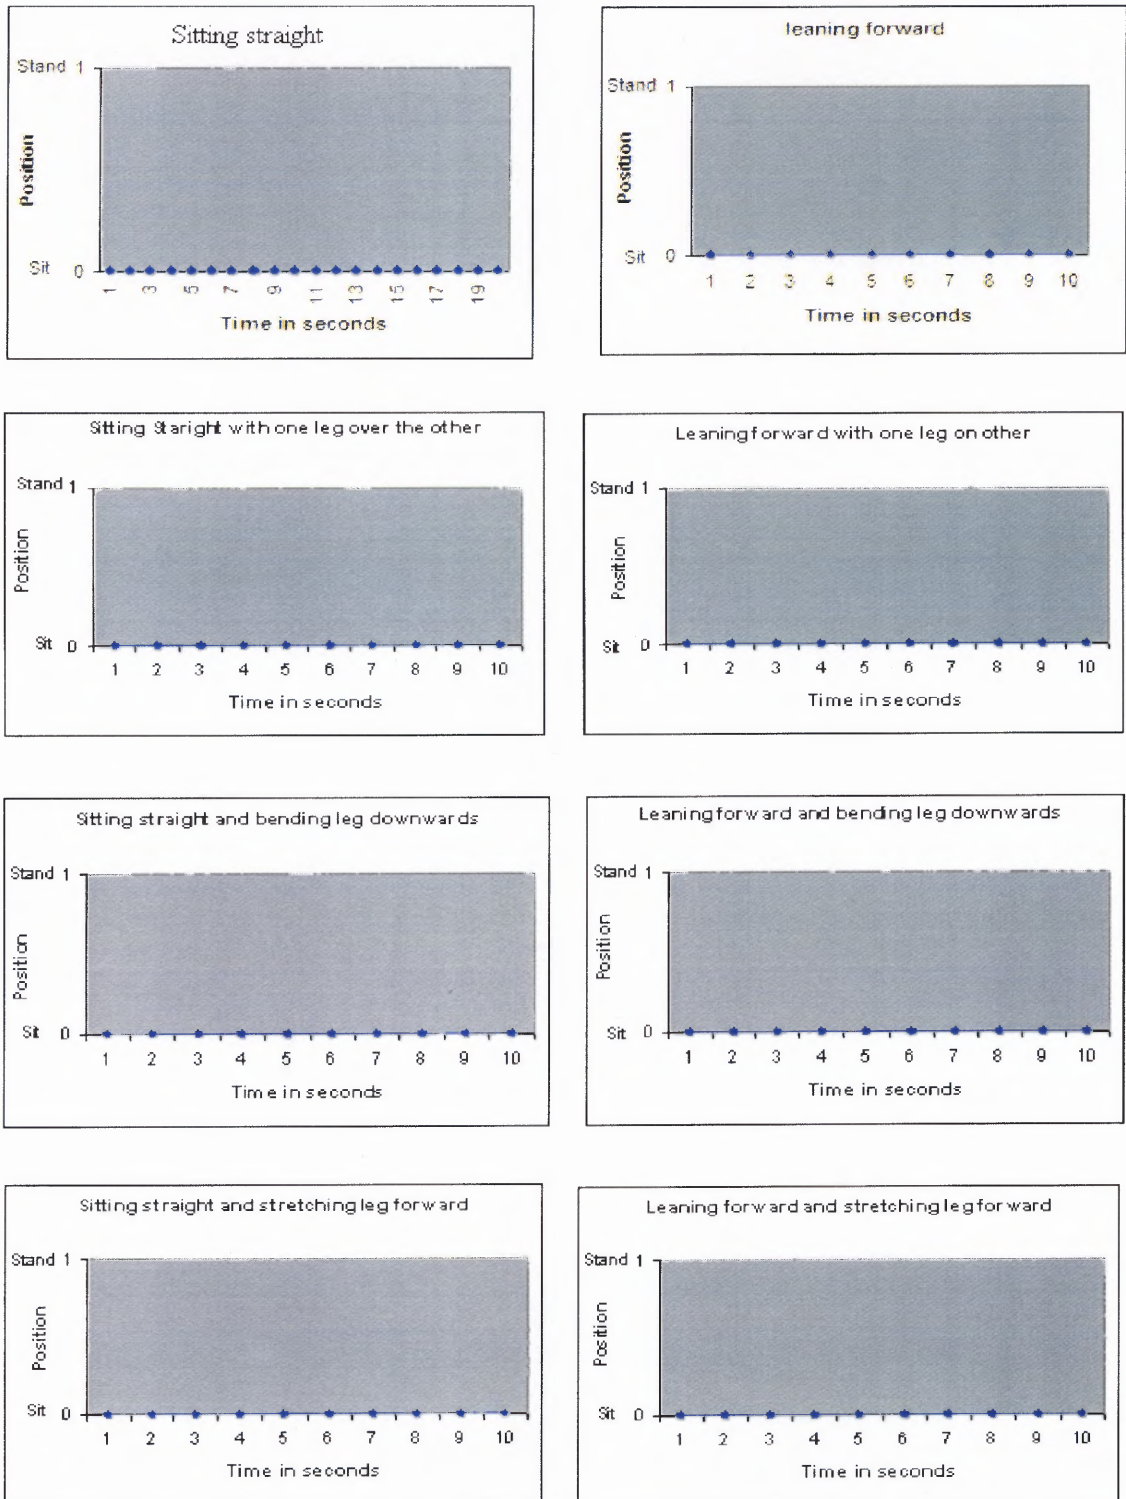 Sitting straight
Stand 1
Position
Sit 0
1 3 5 7 9 11 13 15 17 19
Time in seconds
leaning forward
Stand 1
Position
Sit 0
1 2 3 4 5 6 7 8 9 10
Time in seconds
Sitting Staright with one leg over the other
Stand 1
Position
Sit 0
1 2 3 4 5 6 7 8 9 10
Time in seconds
Leaning forward with one leg on other
Stand 1
Position
Sit 0
1 2 3 4 5 6 7 8 9 10
Time in seconds
Sitting straight and bending leg downwards
Stand 1
Position
Sit 0
1 2 3 4 5 6 7 8 9 10
Time in seconds
Leaning forward and bending leg downwards
Stand 1
Position
Sit 0
1 2 3 4 5 6 7 8 9 10
Time in seconds
Sitting straight and stretching leg forward
Stand 1
Position
Sit 0
1 2 3 4 5 6 7 8 9 10
Time in seconds
Leaning forward and stretching leg forward
Stand 1
Position
Sit 0
1 2 3 4 5 6 7 8 9 10
Time in seconds